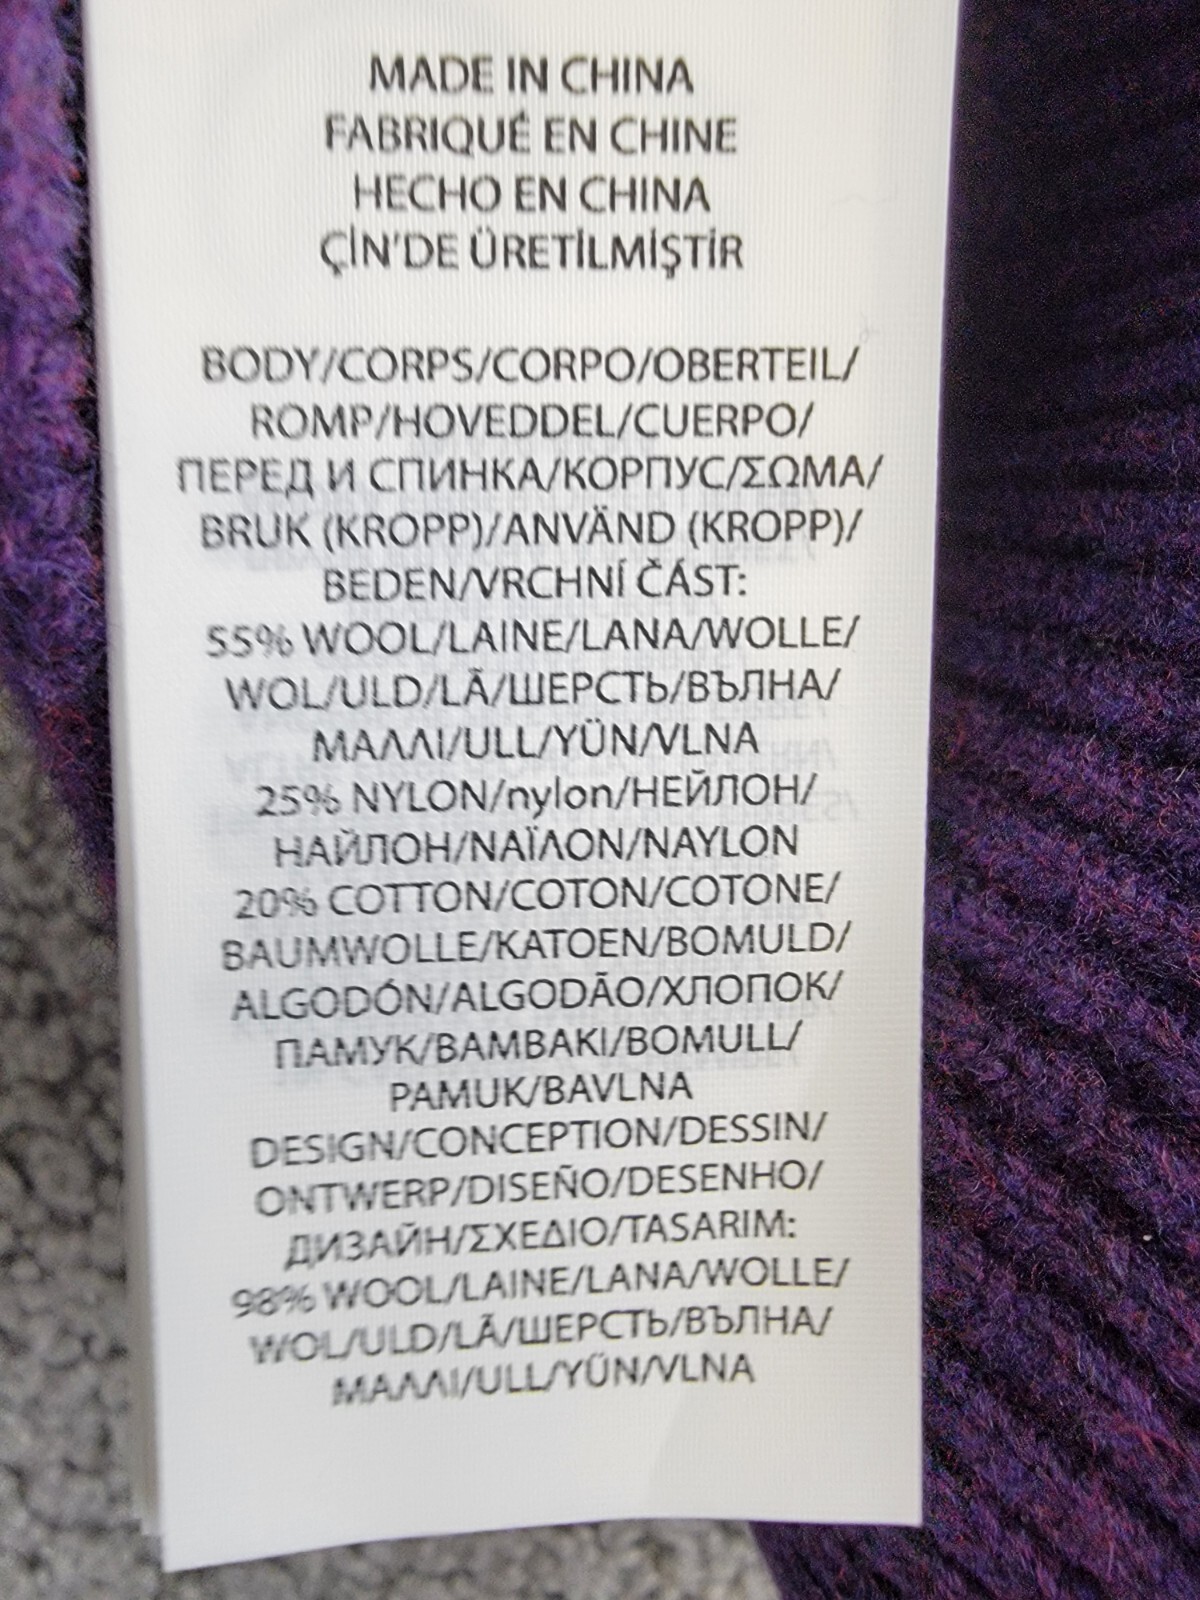 MADE IN CHINA
FABRIQUÉ EN CHINE
HECHO EN CHINA
ÇİN'DE ÜRETİLMİŞTİR
BODY/CORPS/CORPO/OBERTEIL/
ROMP/HOVEDDEL/CUERPO/
ПЕРЕД И СПИНКА/КОРПУС/ΣΩΜΑ/
BRUK (KROPP)/ANVÄND (KROPP)/
BEDEN/VRCHNÍ ČÁST:
55% WOOL/LAINE/LANA/WOLLE/
WOL/ULD/LÃ/ШЕРСТЬ/ВЪЛНА/
ΜΑΛΛΙ/ULL/YÜN/VLNA
25% NYLON/nylon/НЕЙЛОН/
НАЙЛОН/ΝΑΪΛΟΝ/NAYLON
20% COTTON/COTON/COTONE/
BAUMWOLLE/KATOEN/BOMULD/
ALGODÓN/ALGODÃO/ХЛОПОК/
ПАМУК/ΒΑΜΒΑΚΙ/BOMULL/
PAMUK/BAVLNA
DESIGN/CONCEPTION/DESSIN/
ONTWERP/DISEÑO/DESENHO/
ДИЗАЙН/ΣΧΕΔΙΟ/TASARIM:
98% WOOL/LAINE/LANA/WOLLE/
WOL/ULD/LÃ/ШЕРСТЬ/ВЪЛНА/
ΜΑΛΛΙ/ULL/YÜN/VLNA